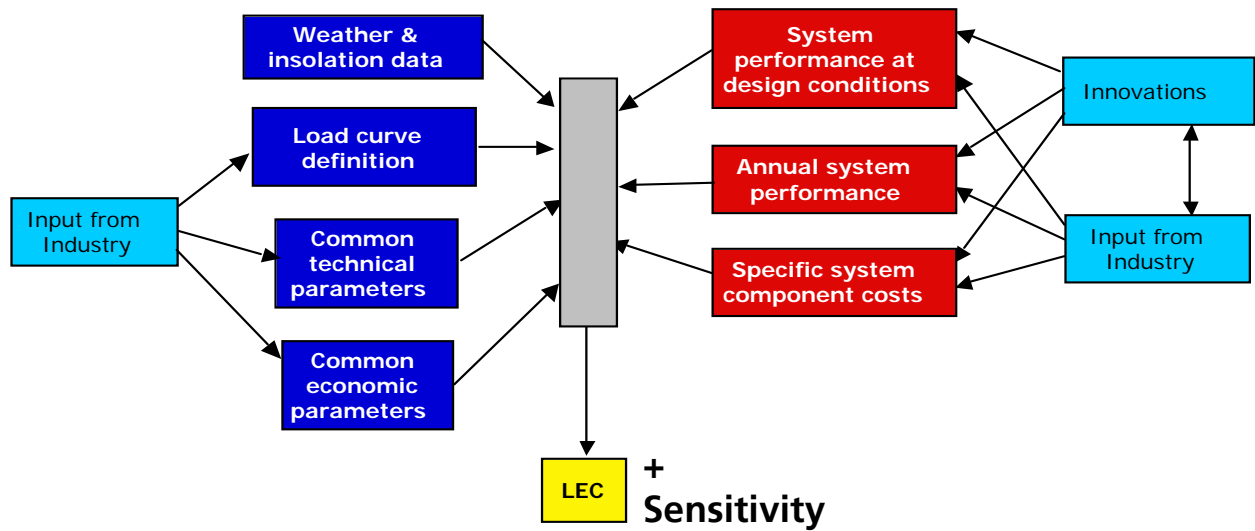 Weather &
insolation data
Load curve
definition
Input from
Industry
Common
technical
parameters
Common
economic
parameters
System
performance at
design conditions
Annual system
performance
Specific system
component costs
Innovations
Input from
Industry
LEC
+
Sensitivity